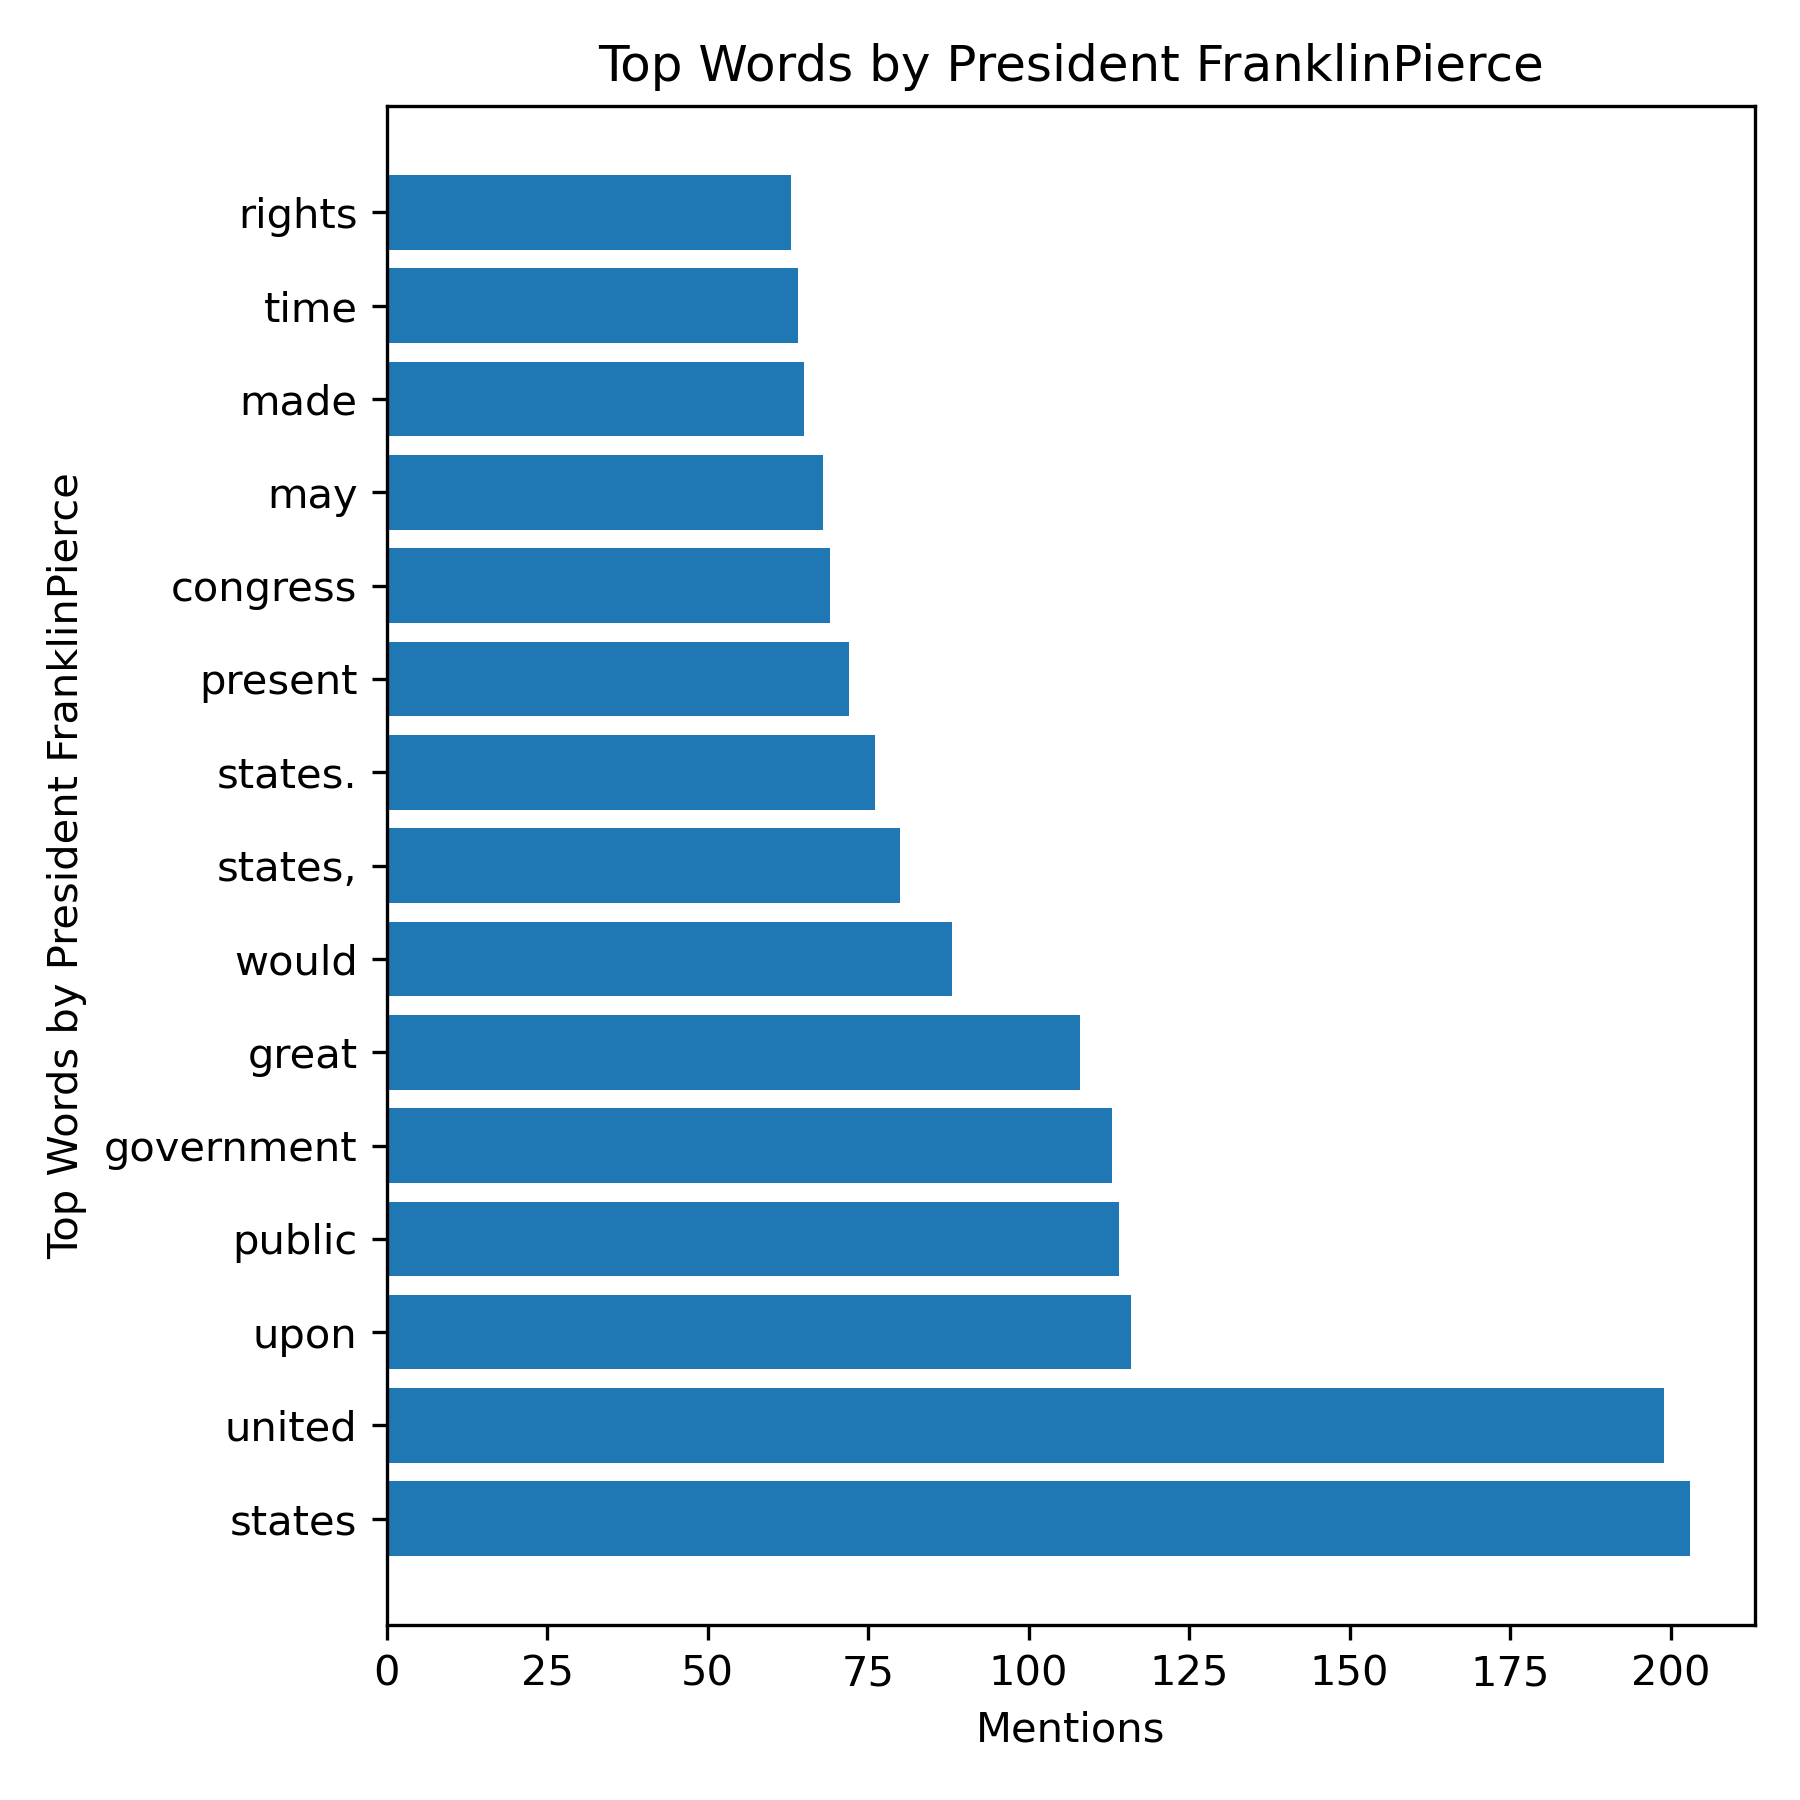 Top Words by President FranklinPierce
Top Words by President FranklinPierce
rights
time
made
may
congress
present
states.
states,
would
great
government
public
upon
united
states
0 25 50 75 100 125 150 175 200
Mentions